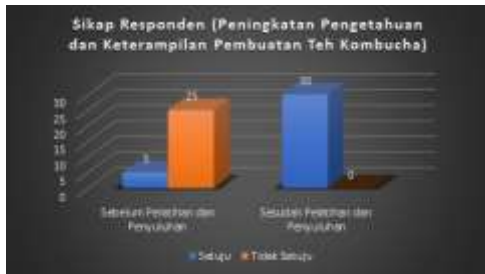 Sikap Responden (Peningkatan Pengetahuan
dan Keterampilan Pembuatan Teh Kombucha)
30
25
20
15
10
5
0
5
25
30
0
Sebelum Pelatihan dan
Penyuluhan
Sesudah Pelatihan dan
Penyuluhan
Setuju
Tidak Setuju